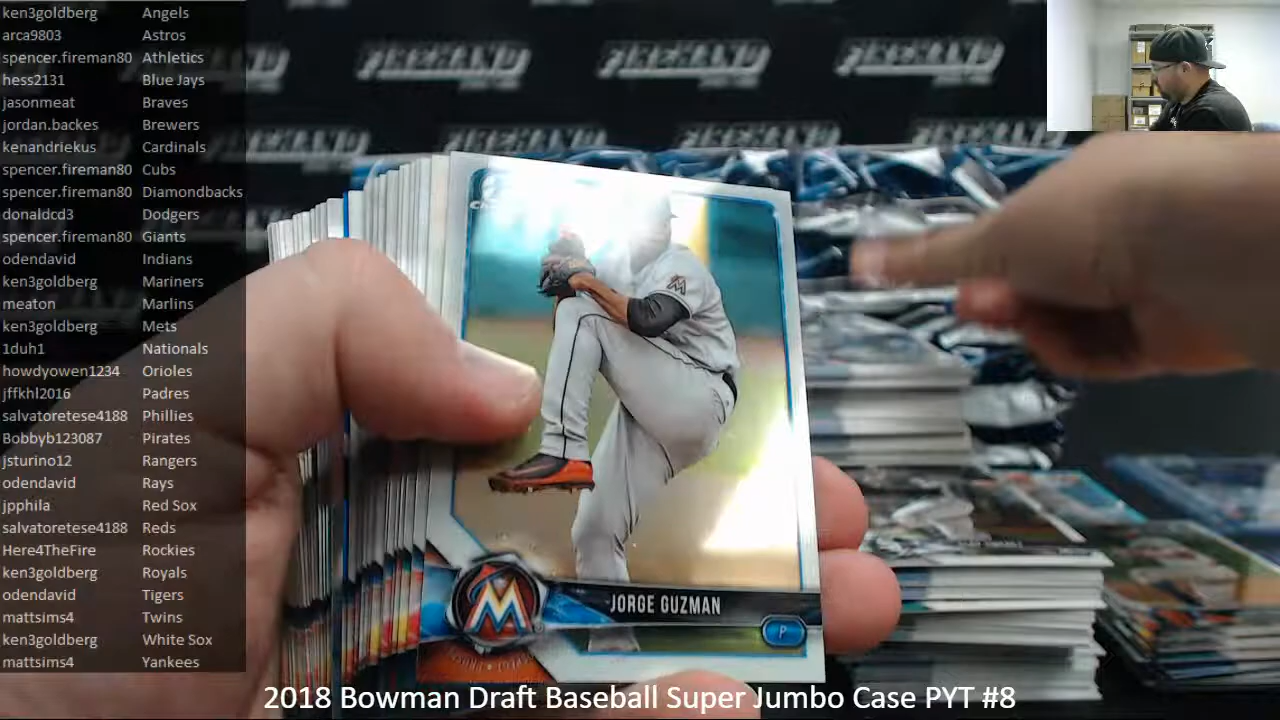 ken3goldberg Angels
arca9803 Astros
spencer.fireman80 Athletics
hess2131 Blue Jays
jasonmeat Braves
jordan.backes Brewers
kenandriekus Cardinals
spencer.fireman80 Cubs
spencer.fireman80 Diamondbacks
donaldcd3 Dodgers
spencer.fireman80 Giants
odendavid Indians
ken3goldberg Mariners
meaton Marlins
ken3goldberg Mets
1duh1 Nationals
howdyowen1234 Orioles
jffkhl2016 Padres
salvatoretese4188 Phillies
Bobbyb123087 Pirates
jsturino12 Rangers
odendavid Rays
jpphila Red Sox
salvatoretese4188 Reds
Here4TheFire Rockies
ken3goldberg Royals
odendavid Tigers
mattsims4 Twins
ken3goldberg White Sox
mattsims4 Yankees
FIREHAND FIREHAND FIREHAND
JORGE GUZMAN
P
2018 Bowman Draft Baseball Super Jumbo Case PYT #8